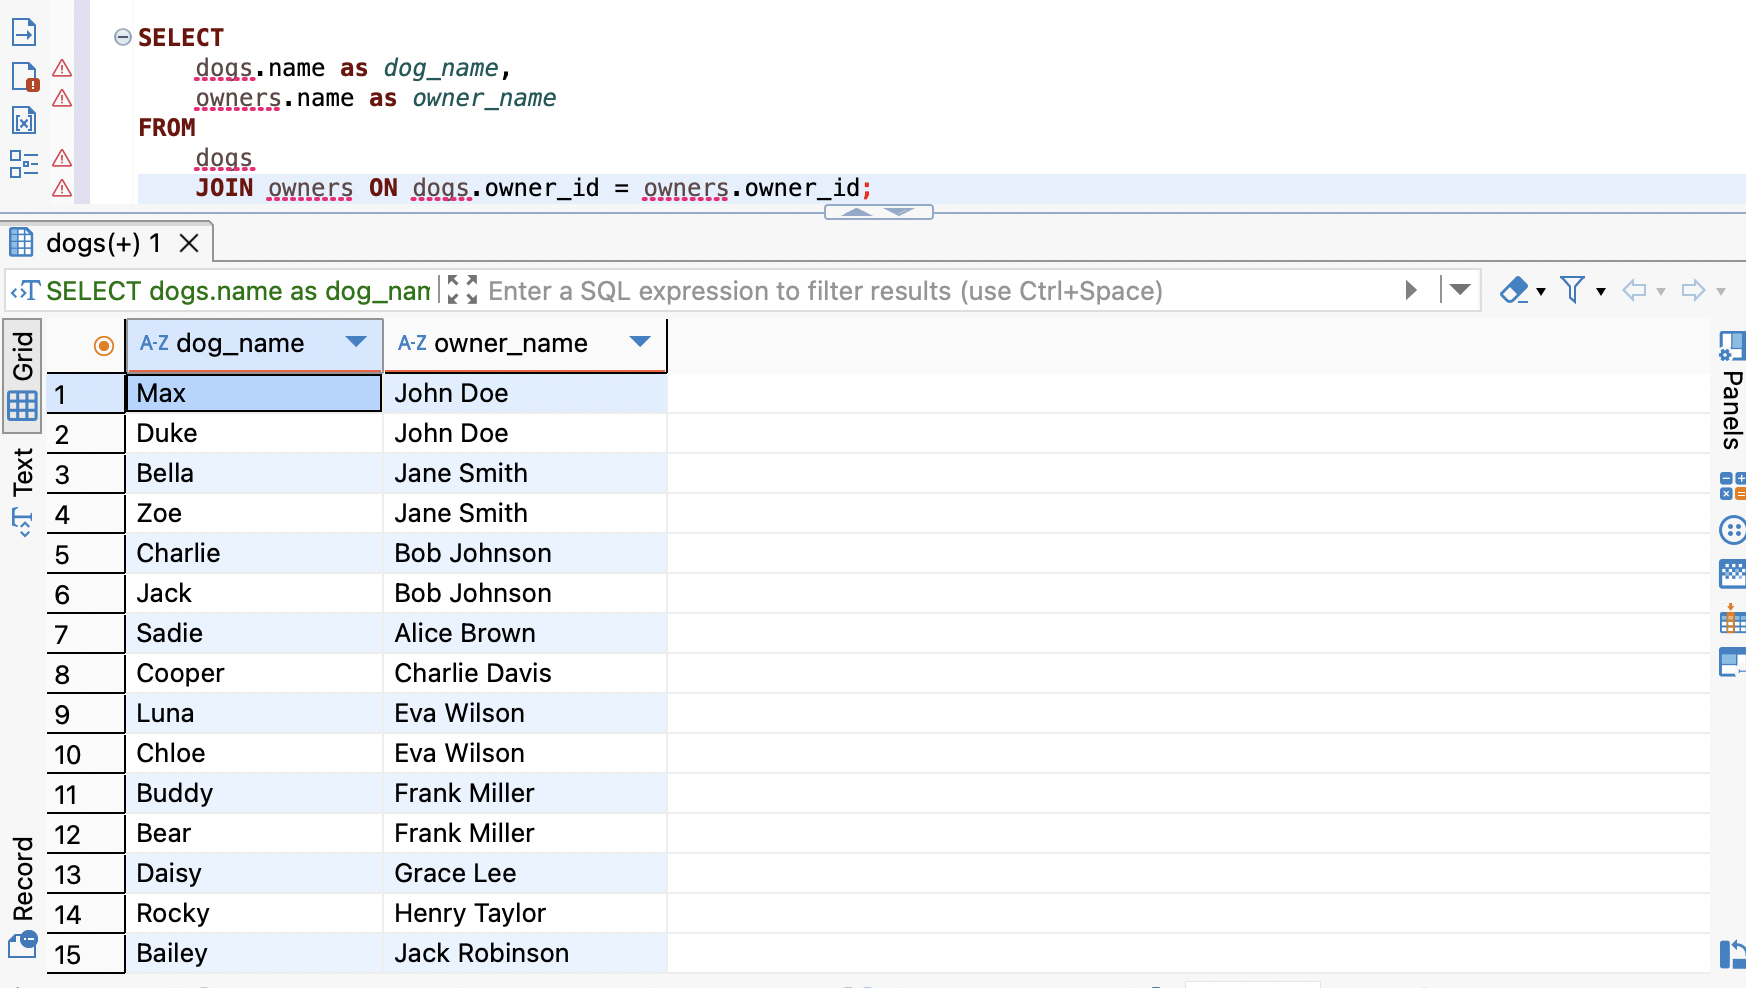 SELECT
dogs.name as dog_name,
owners.name as owner_name
FROM
dogs
JOIN owners ON dogs.owner_id = owners.owner_id;
dogs(+) 1
SELECT dogs.name as dog_nam
Enter a SQL expression to filter results (use Ctrl+Space)
Grid
Text
Record
Panels
A-Z dog_name A-Z owner_name
1 Max John Doe
2 Duke John Doe
3 Bella Jane Smith
4 Zoe Jane Smith
5 Charlie Bob Johnson
6 Jack Bob Johnson
7 Sadie Alice Brown
8 Cooper Charlie Davis
9 Luna Eva Wilson
10 Chloe Eva Wilson
11 Buddy Frank Miller
12 Bear Frank Miller
13 Daisy Grace Lee
14 Rocky Henry Taylor
15 Bailey Jack Robinson